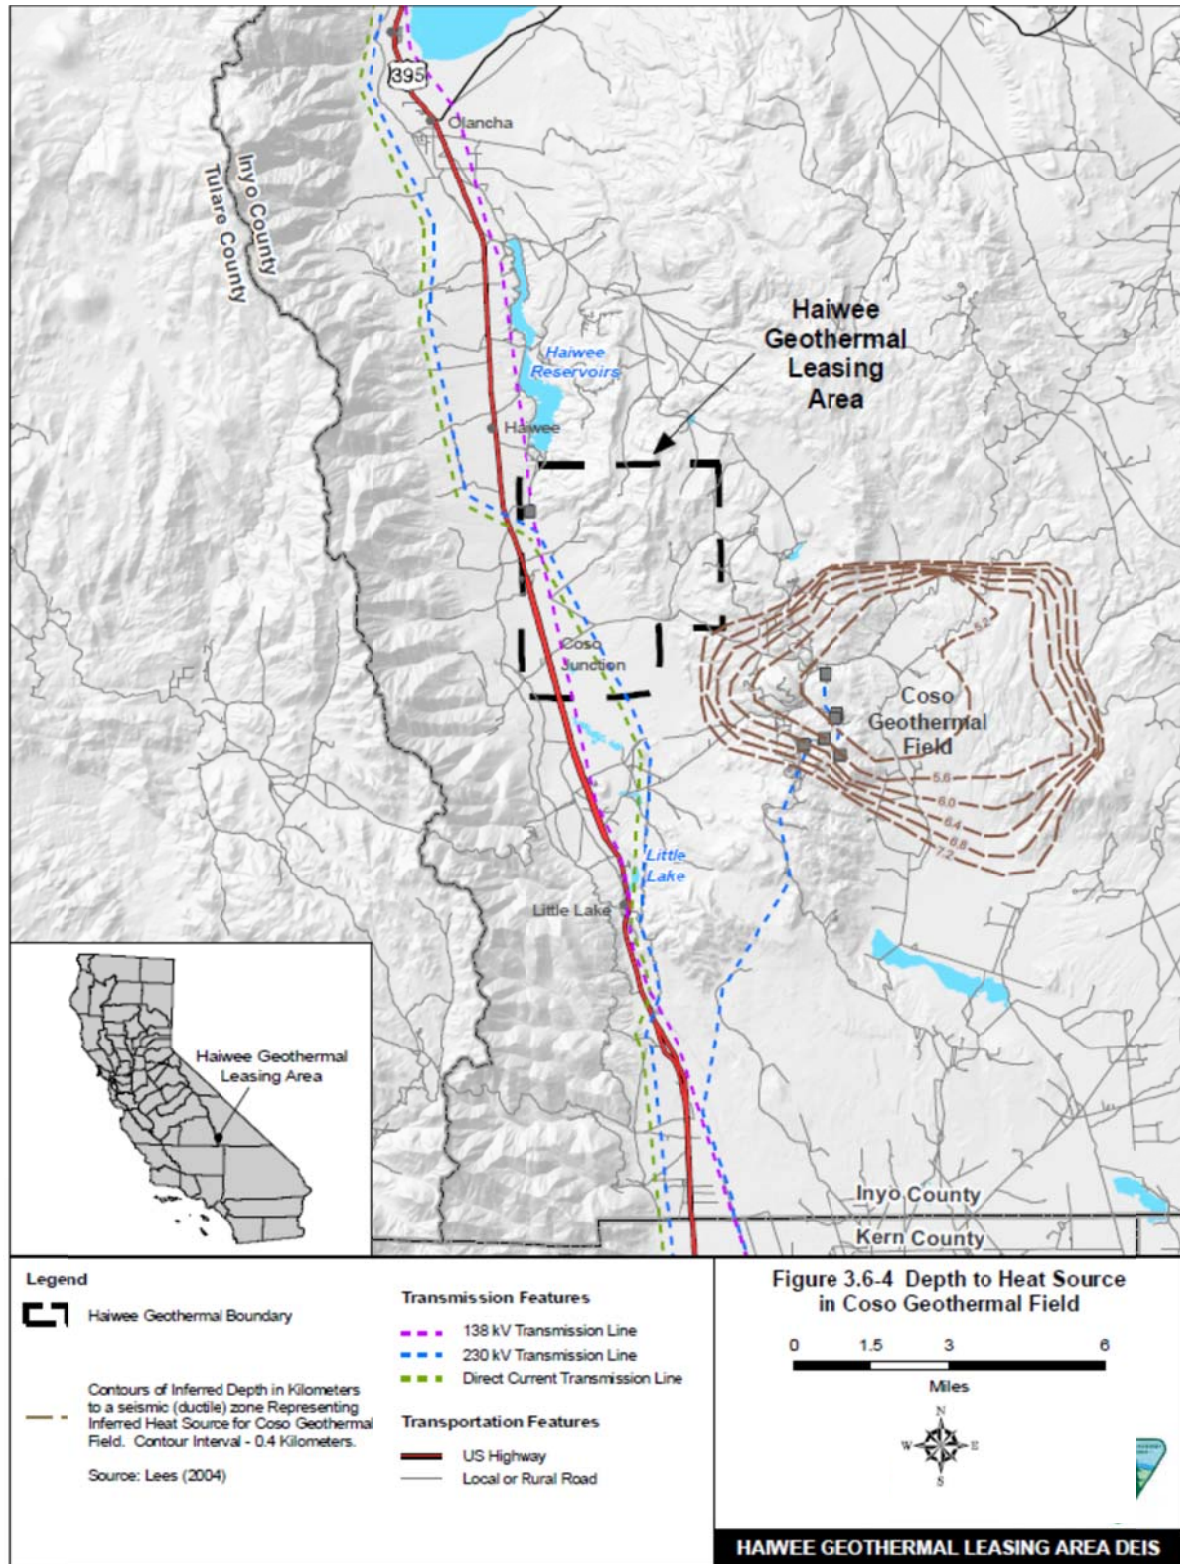 395
Olancha
Inyo County
Tulare County
Haiwee
Geothermal
Leasing
Area
Haiwee
Reservoirs
Haiwee
5.2
Coso
Junction
Coso
Geothermal
Field
5.6
6.0
6.4
6.8
7.2
Little
Lake
Little Lake
Haiwee Geothermal
Leasing Area
Inyo County
Kern County
Legend
Haiwee Geothermal Boundary
Contours of Inferred Depth in Kilometers
to a seismic (ductile) zone Representing
Inferred Heat Source for Coso Geothermal
Field. Contour Interval - 0.4 Kilometers.
Source: Lees (2004)
Transmission Features
138 kV Transmission Line
230 kV Transmission Line
Direct Current Transmission Line
Transportation Features
US Highway
Local or Rural Road
Figure 3.6-4 Depth to Heat Source
in Coso Geothermal Field
0 1.5 3 6
Miles
N
W E
S
HAIWEE GEOTHERMAL LEASING AREA DEIS